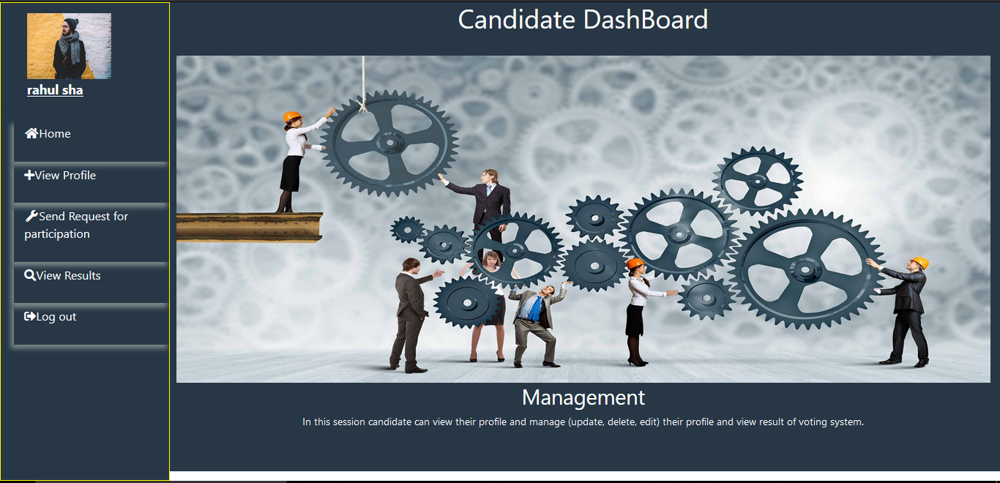 Candidate DashBoard
rahul sha
Home
View Profile
Send Request for
participation
View Results
Log out
Management
In this session candidate can view their profile and manage (update, delete, edit) their profile and view result of voting system.